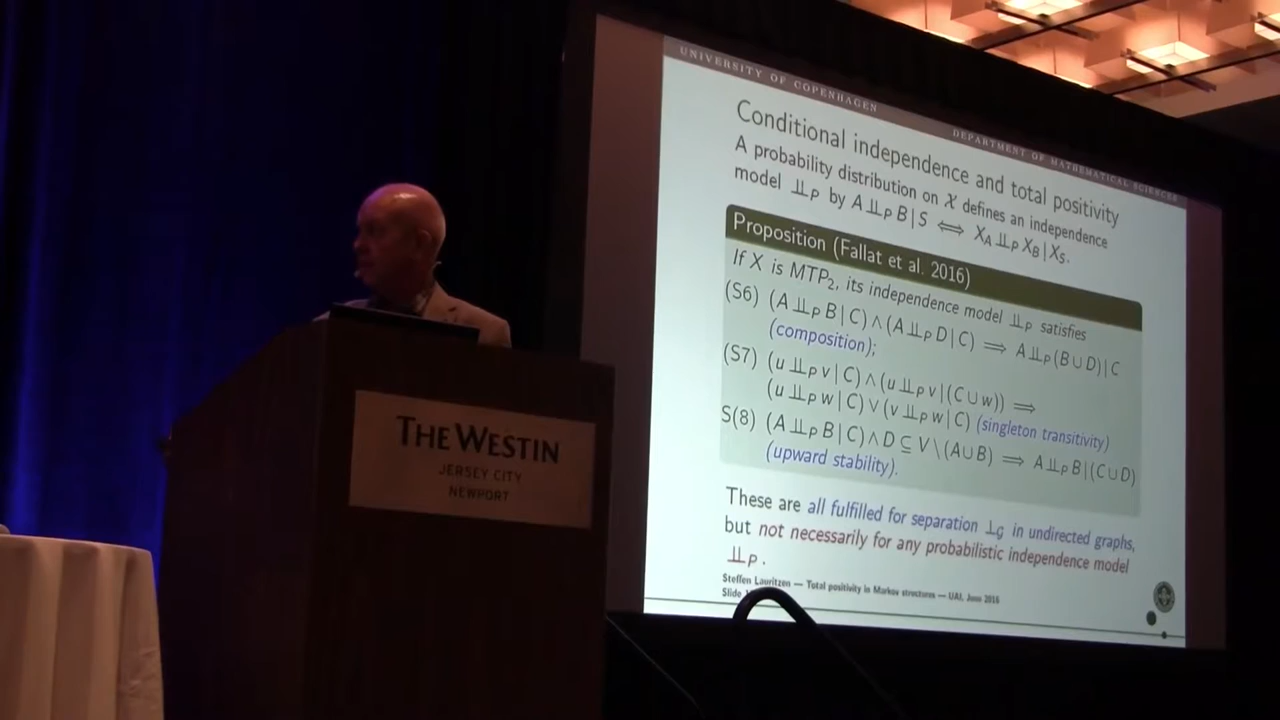 UNIVERSITY OF COPENHAGEN
DEPARTMENT OF MATHEMATICAL SCIENCES
Conditional independence and total positivity
A probability distribution on 𝒳 defines an independence
model ⫫P by A⫫P B|S ⟺ XA ⫫P XB|XS.
Proposition (Fallat et al. 2016)
If X is MTP2, its independence model ⫫P satisfies
(S6) (A⫫P B|C)∧(A⫫P D|C) ⟹ A⫫P(B∪D)|C
(composition);
(S7) (u⫫P v|C)∧(u⫫P v|(C∪w)) ⟹
(u⫫P w|C)∨(v⫫P w|C) (singleton transitivity)
S(8) (A⫫P B|C)∧D⊆V\(A∪B) ⟹ A⫫P B|(C∪D)
(upward stability).
These are all fulfilled for separation ⊥G in undirected graphs,
but not necessarily for any probabilistic independence model
⫫P.
Steffen Lauritzen — Total positivity in Markov structures — UAI, June 2016
Slide
THE WESTIN
JERSEY CITY
NEWPORT